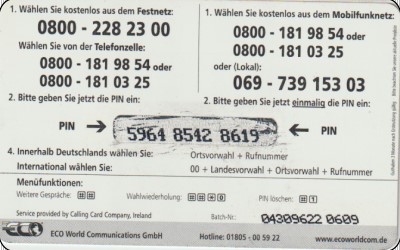 1. Wählen Sie kostenlos aus dem Festnetz:
0800 - 228 23 00
Wählen Sie von der Telefonzelle:
0800 - 181 98 54 oder
0800 - 181 03 25
2. Bitte geben Sie jetzt die PIN ein:
1. Wählen Sie kostenlos aus dem Mobilfunknetz:
0800 - 181 98 54 oder
0800 - 181 03 25
oder (Lokal):
069 - 739 153 03
2. Bitte geben Sie jetzt einmalig die PIN ein:
PIN → 5964 8542 8619 ← PIN
4. Innerhalb Deutschlands wählen Sie: Ortsvorwahl + Rufnummer
International wählen Sie: 00 + Landesvorwahl + Ortsvorwahl + Rufnummer
Menüfunktionen:
Weitere Gespräche: # # Wahlwiederholung: # # * 0 PIN löschen: # 1
Service provided by Calling Card Company, Ireland Batch-Nr.: 04309622 0609
ECO ECO World Communications GmbH Hotline: 01805 - 00 59 22 www.ecoworldcom.de